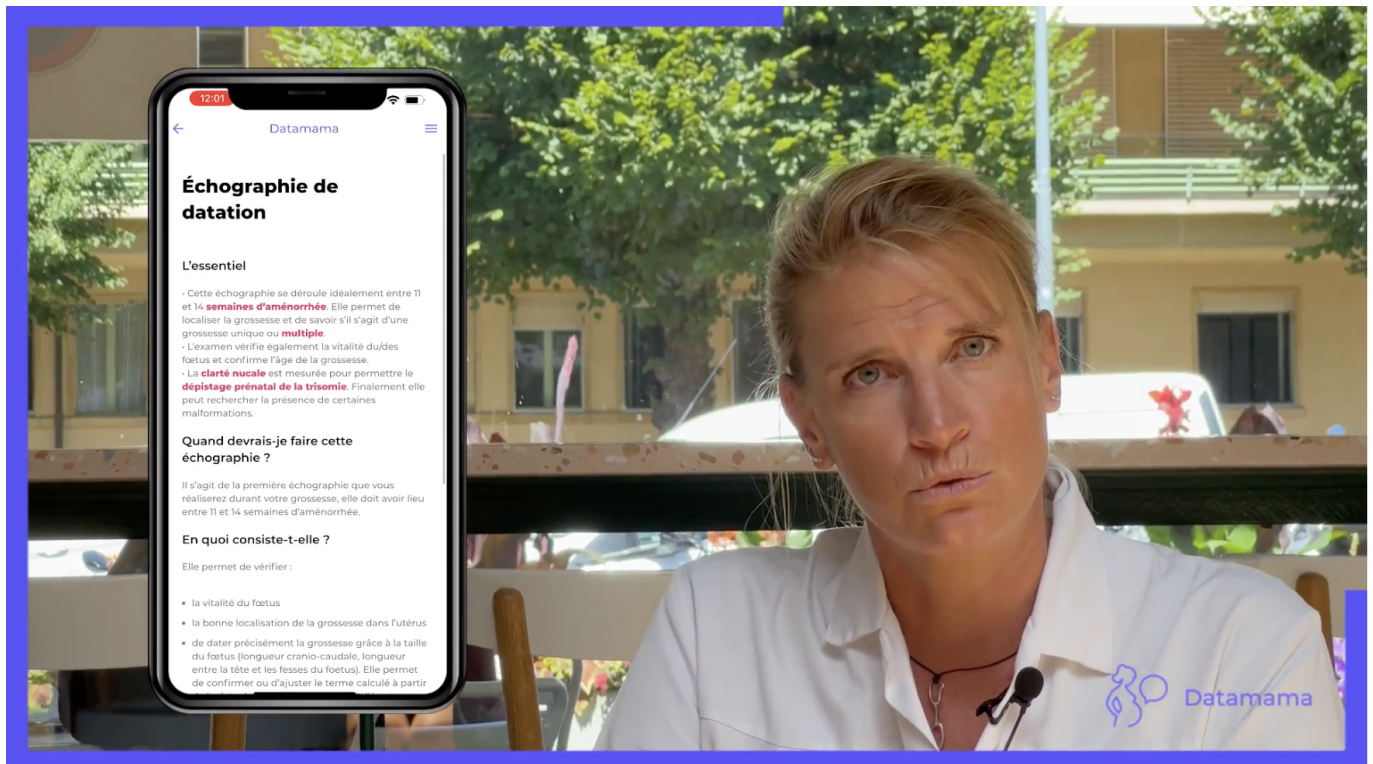 12:01
Datamama
Échographie de
datation
L'essentiel
• Cette échographie se déroule idéalement entre 11
et 14 semaines d'aménorrhée. Elle permet de
localiser la grossesse et de savoir s'il s'agit d'une
grossesse unique ou multiple.
• L'examen vérifie également la vitalité du/des
fœtus et confirme l'âge de la grossesse.
• La clarté nucale est mesurée pour permettre le
dépistage prénatal de la trisomie. Finalement elle
peut rechercher la présence de certaines
malformations.
Quand devrais-je faire cette
échographie ?
Il s'agit de la première échographie que vous
réaliserez durant votre grossesse, elle doit avoir lieu
entre 11 et 14 semaines d'aménorrhée.
En quoi consiste-t-elle ?
Elle permet de vérifier :
• la vitalité du fœtus
• la bonne localisation de la grossesse dans l'utérus
• de dater précisément la grossesse grâce à la taille
du fœtus (longueur cranio-caudale, longueur
entre la tête et les fesses du foetus). Elle permet
de confirmer ou d'ajuster le terme calculé à partir
Datamama